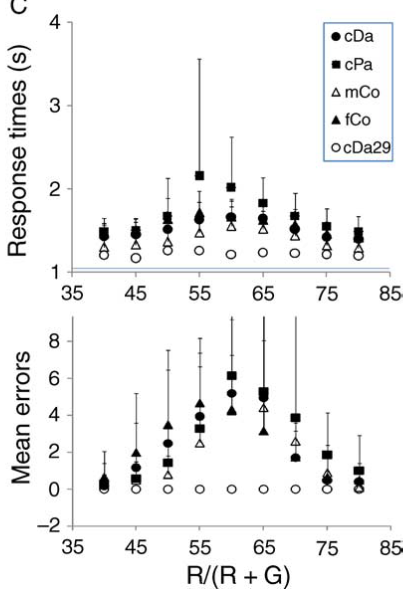 C
4
3
2
1
Response times (s)
cDa
cPa
mCo
fCo
cDa29
35 45 55 65 75 85
8
6
4
2
0
−2
Mean errors
35 45 55 65 75 85
R/(R + G)